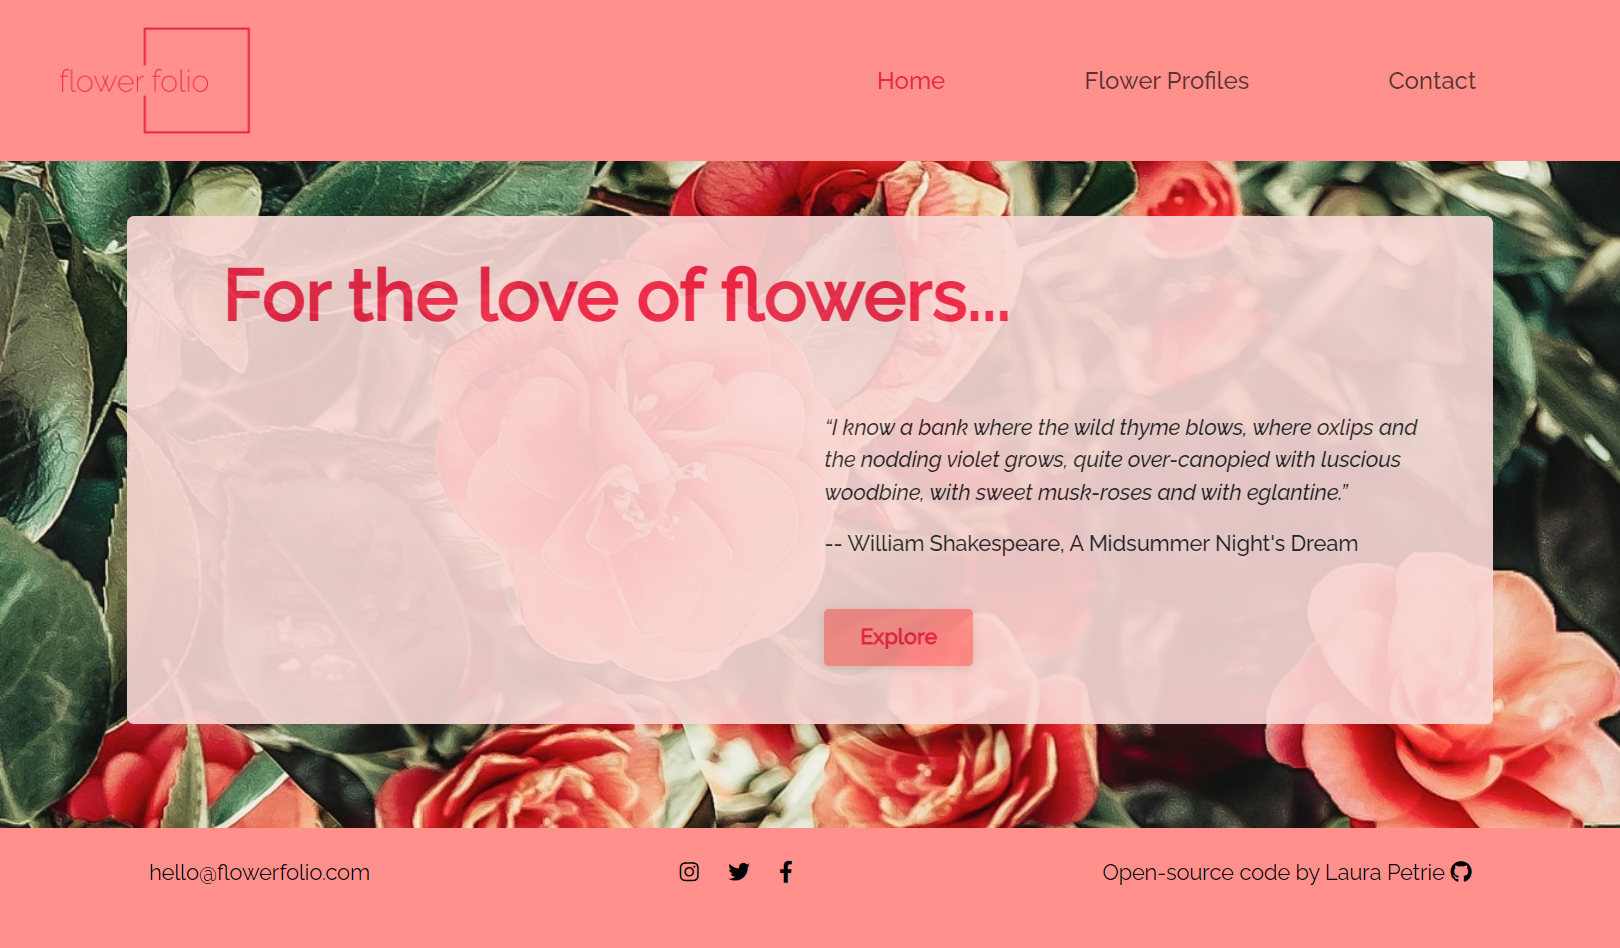 flower folio
Home
Flower Profiles
Contact
For the love of flowers...
“I know a bank where the wild thyme blows, where oxlips and
the nodding violet grows, quite over-canopied with luscious
woodbine, with sweet musk-roses and with eglantine.”
-- William Shakespeare, A Midsummer Night's Dream
Explore
hello@flowerfolio.com
Open-source code by Laura Petrie